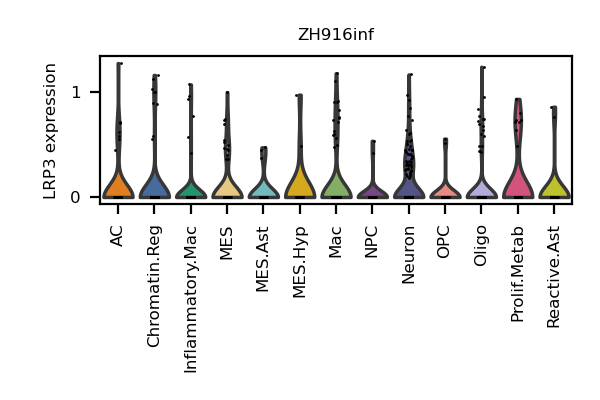 ZH916inf
LRP3 expression
1
0
AC
Chromatin.Reg
Inflammatory.Mac
MES
MES.Ast
MES.Hyp
Mac
NPC
Neuron
OPC
Oligo
Prolif.Metab
Reactive.Ast